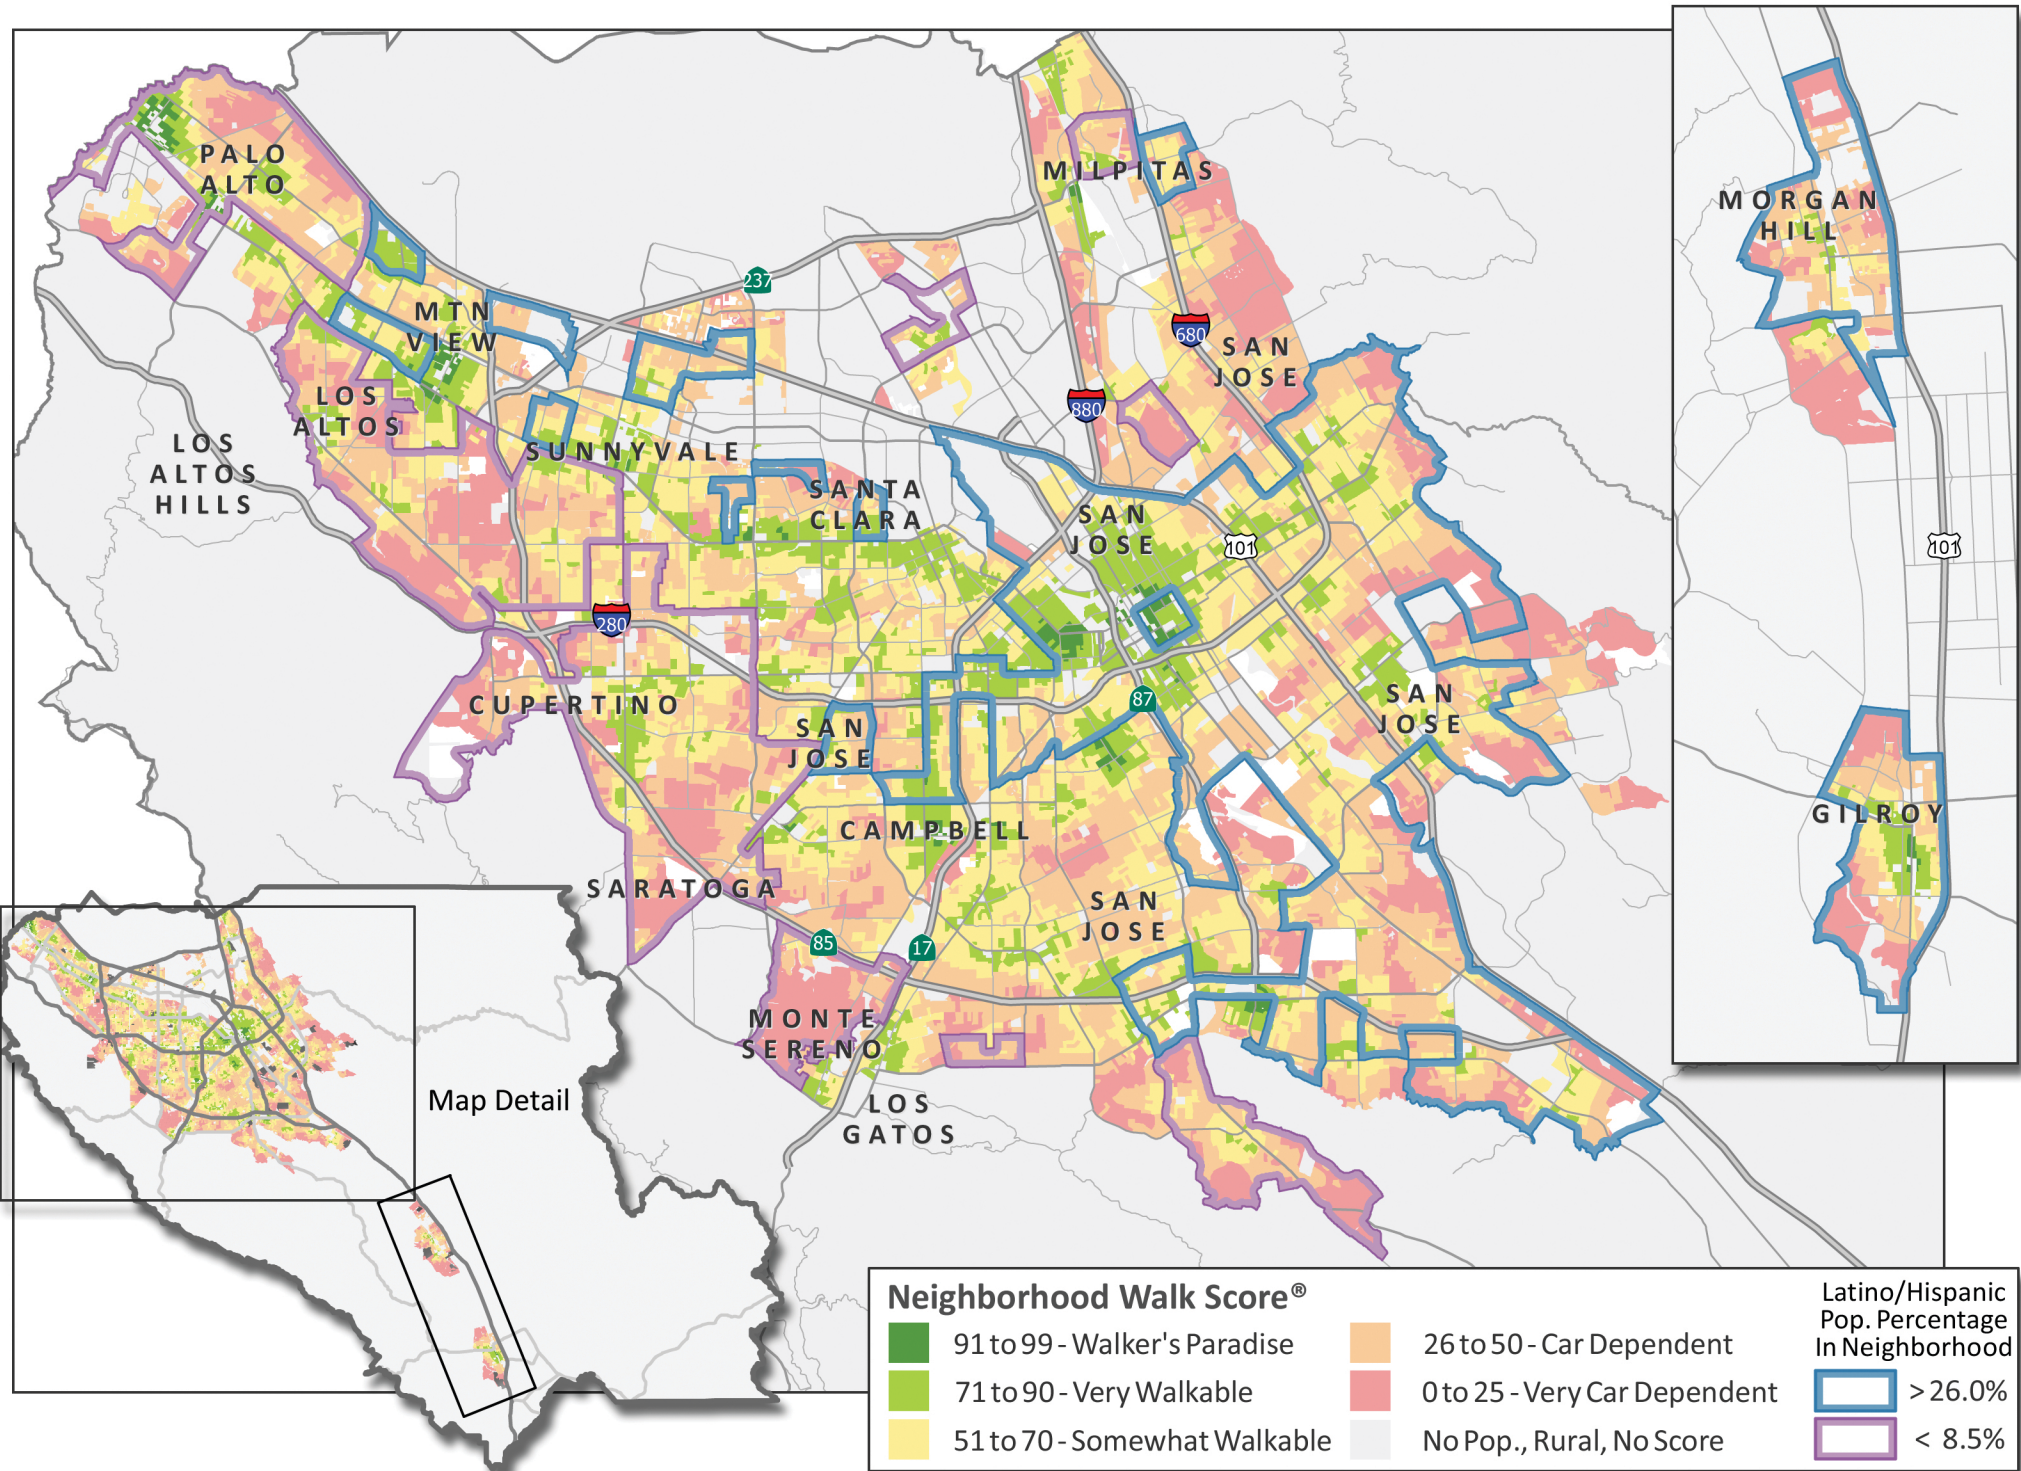 PALO
ALTO
MILPITAS
MORGAN
HILL
237
MTN
VIEW
680
SAN
JOSE
LOS
ALTOS
880
LOS
ALTOS
HILLS
SUNNYVALE
SANTA
CLARA
SAN
JOSE
101
101
280
CUPERTINO
87
SAN
JOSE
SAN
JOSE
CAMPBELL
GILROY
SARATOGA
SAN
JOSE
85
17
MONTE
SERENO
LOS
GATOS
Map Detail
Neighborhood Walk Score®
91 to 99 - Walker's Paradise
71 to 90 - Very Walkable
51 to 70 - Somewhat Walkable
26 to 50 - Car Dependent
0 to 25 - Very Car Dependent
No Pop., Rural, No Score
Latino/Hispanic
Pop. Percentage
In Neighborhood
> 26.0%
< 8.5%